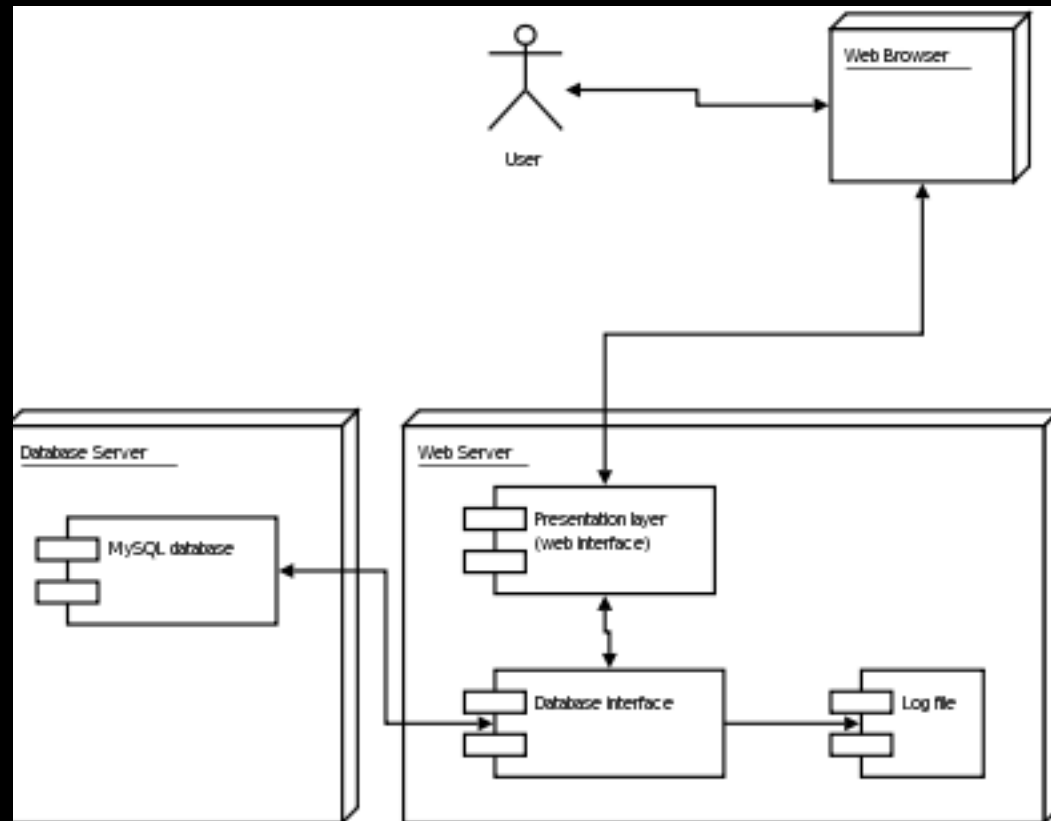 Web Browser
User
Database Server
Web Server
MySQL database
Presentation layer
(web interface)
Database Interface
Log file